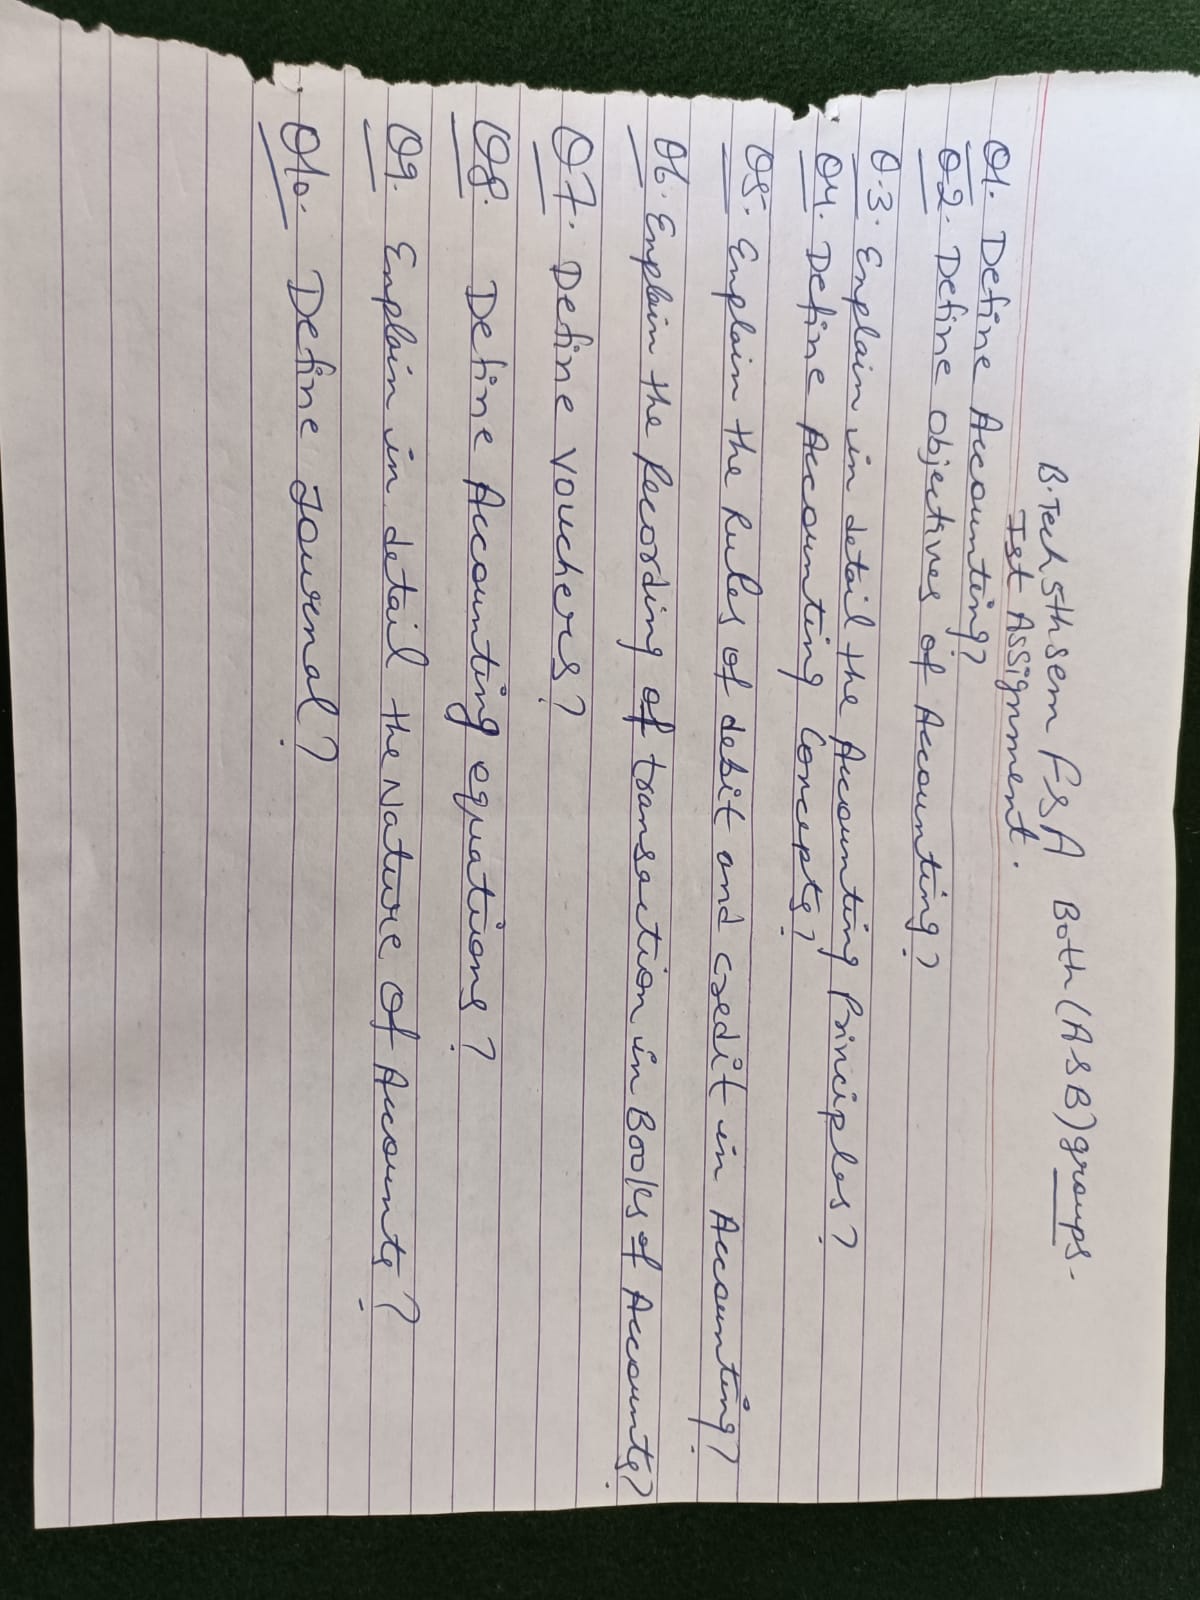 B.Tech 5th sem F&A Both (A&B) groups.
Ist Assignment.
Q1. Define Accounting?
Q2. Define objectives of Accounting?
Q.3. Explain in detail the Accounting Principles?
Q4. Define Accounting Concepts?
Q5. Explain the Rules of debit and credit in Accounting?
Q6. Explain the Recording of transaction in Books of Accounts?
Q7. Define vouchers?
Q8. Define Accounting equations?
Q9. Explain in detail the Nature of Accounts?
Q10. Define Journal?